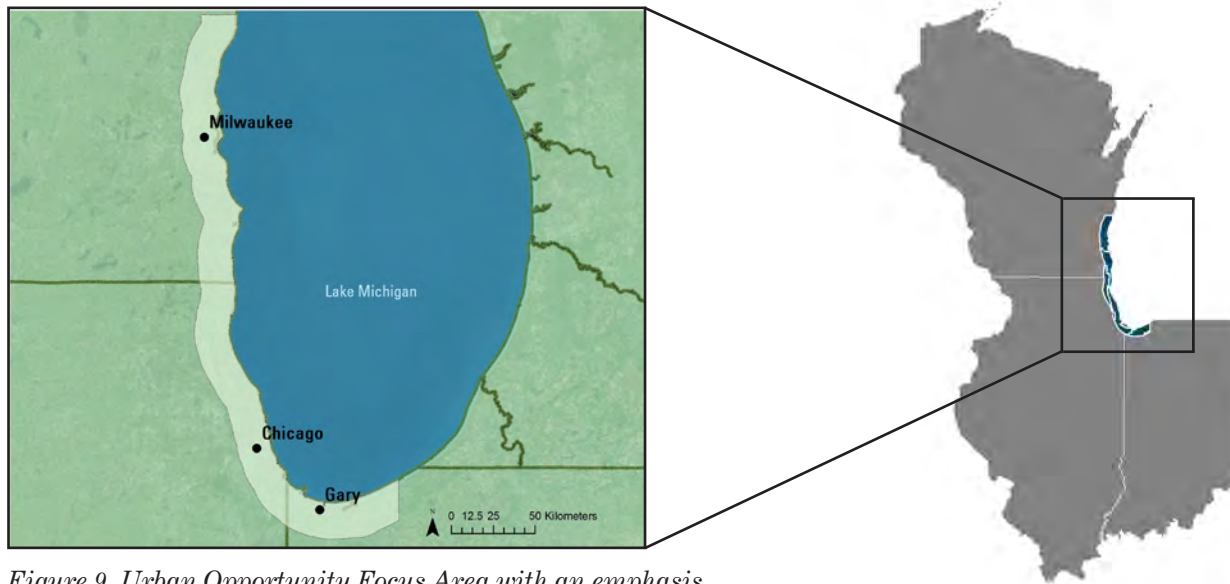 Milwaukee
Lake Michigan
Chicago
Gary
0 12.5 25 50 Kilometers
N
Figure 9. Urban Opportunity Focus Area with an emphasis